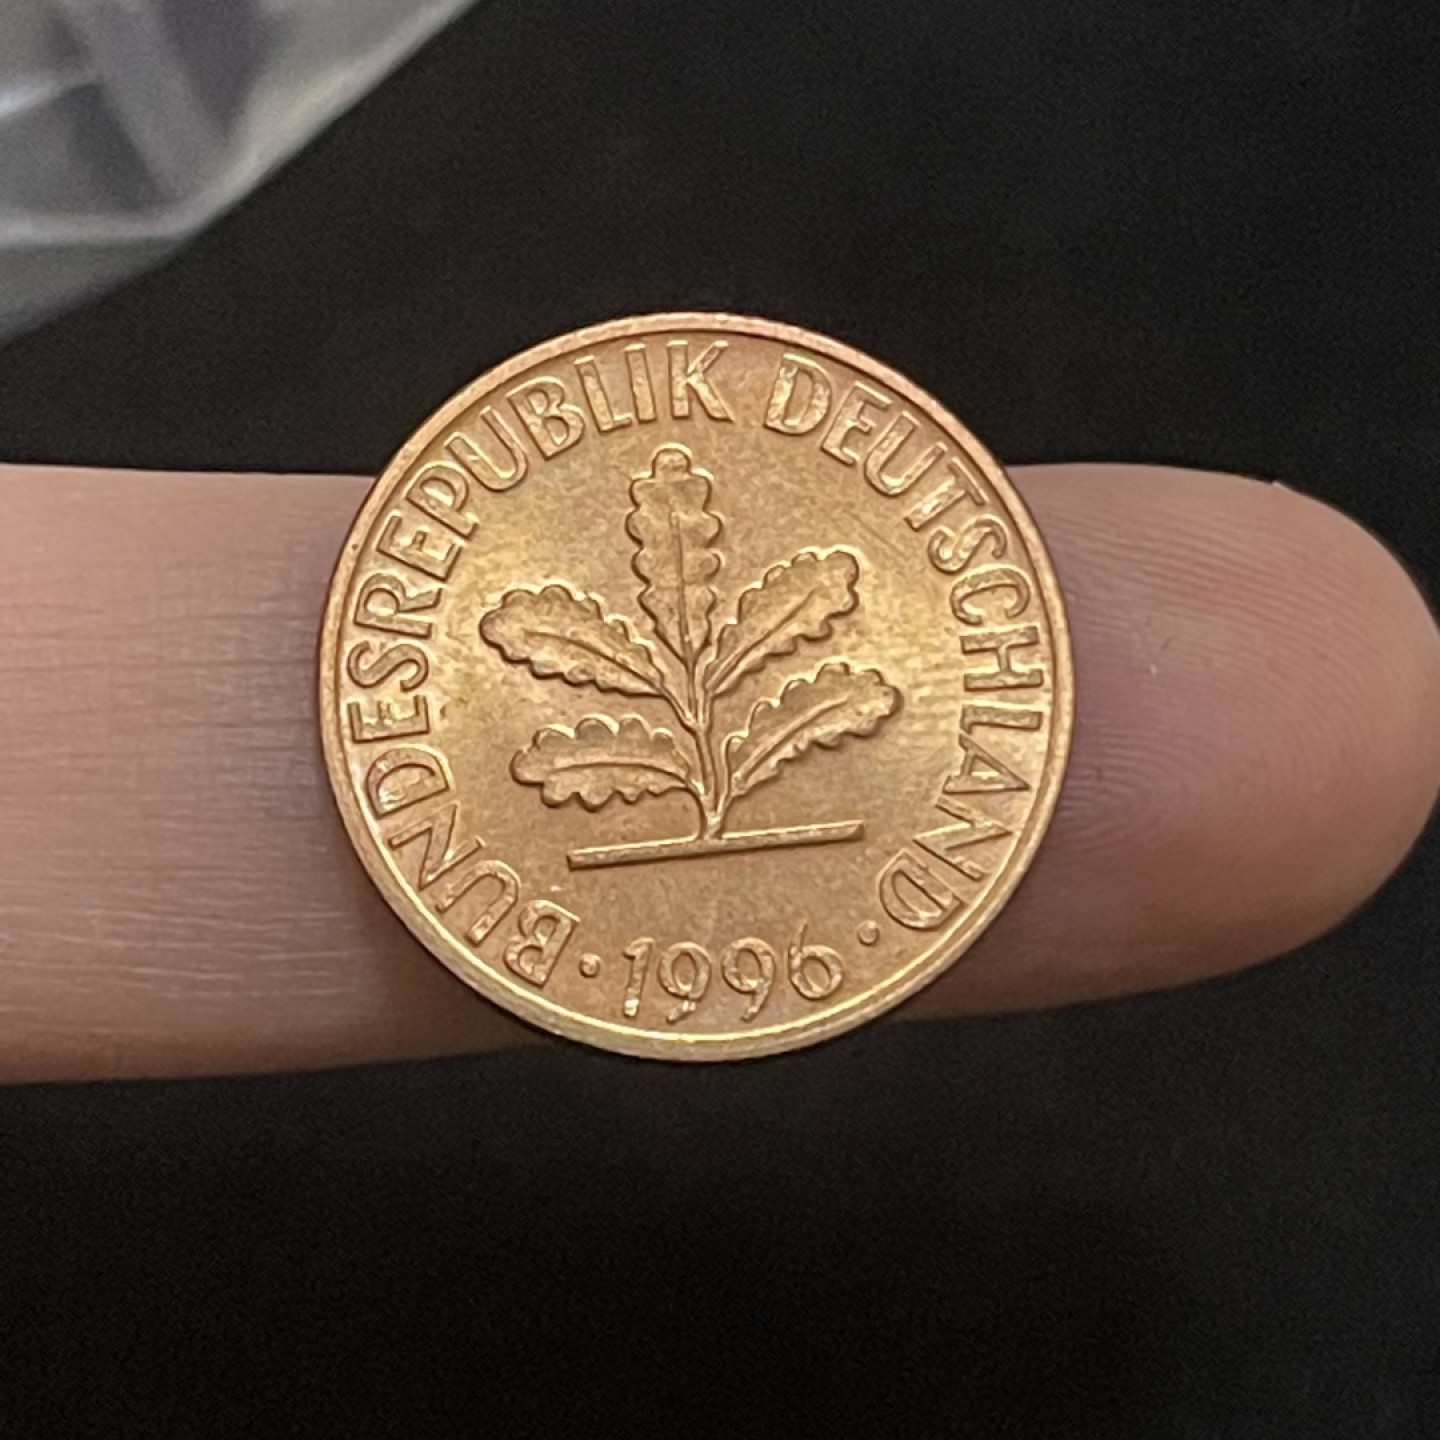 BUNDESREPUBLIK DEUTSCHLAND
· 1996 ·